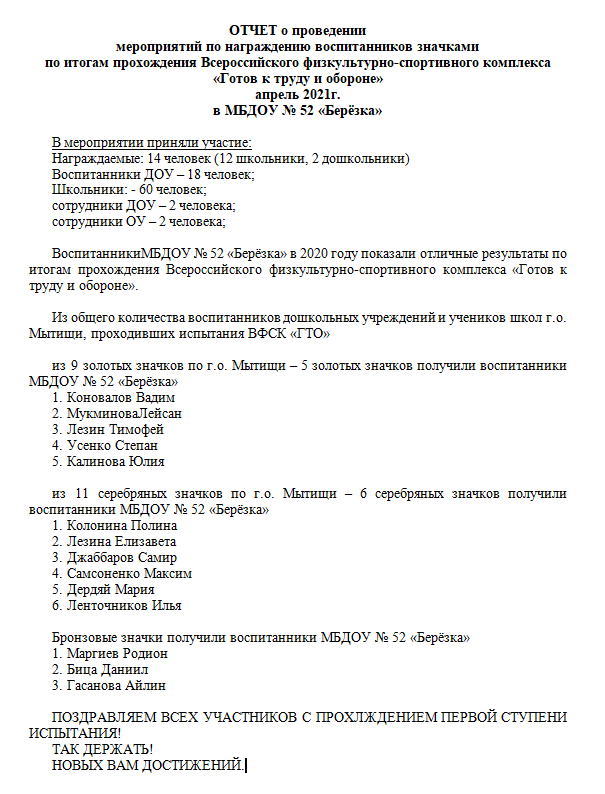 ОТЧЕТ о проведении
мероприятий по награждению воспитанников значками
по итогам прохождения Всероссийского физкультурно-спортивного комплекса
«Готов к труду и обороне»
апрель 2021г.
в МБДОУ № 52 «Берёзка»
В мероприятии приняли участие:
Награждаемые: 14 человек (12 школьники, 2 дошкольники)
Воспитанники ДОУ – 18 человек;
Школьники: - 60 человек;
сотрудники ДОУ – 2 человека;
сотрудники ОУ – 2 человека;
ВоспитанникиМБДОУ № 52 «Берёзка» в 2020 году показали отличные результаты по
итогам прохождения Всероссийского физкультурно-спортивного комплекса «Готов к
труду и обороне».
Из общего количества воспитанников дошкольных учреждений и учеников школ г.о.
Мытищи, проходивших испытания ВФСК «ГТО»
из 9 золотых значков по г.о. Мытищи – 5 золотых значков получили воспитанники
МБДОУ № 52 «Берёзка»
1. Коновалов Вадим
2. МукминоваЛейсан
3. Лезин Тимофей
4. Усенко Степан
5. Калинова Юлия
из 11 серебряных значков по г.о. Мытищи – 6 серебряных значков получили
воспитанники МБДОУ № 52 «Берёзка»
1. Колонина Полина
2. Лезина Елизавета
3. Джаббаров Самир
4. Самсоненко Максим
5. Дердяй Мария
6. Ленточников Илья
Бронзовые значки получили воспитанники МБДОУ № 52 «Берёзка»
1. Маргиев Родион
2. Бица Даниил
3. Гасанова Айлин
ПОЗДРАВЛЯЕМ ВСЕХ УЧАСТНИКОВ С ПРОХЛЖДЕНИЕМ ПЕРВОЙ СТУПЕНИ
ИСПЫТАНИЯ!
ТАК ДЕРЖАТЬ!
НОВЫХ ВАМ ДОСТИЖЕНИЙ.